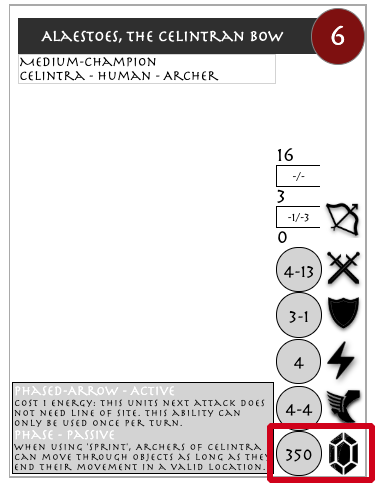 Alaestoes, the Celintran Bow
6
Medium-Champion
Celintra - Human - Archer
16
-/-
3
-1/-3
0
4-13
3-1
4
4-4
350
Phased-Arrow - Active
Cost 1 Energy: This units next attack does
not need line of site. This ability can
only be used once per turn.
Phase - Passive
When using 'Sprint', Archers of Celintra
can move through objects as long as they
end their movement in a valid location.